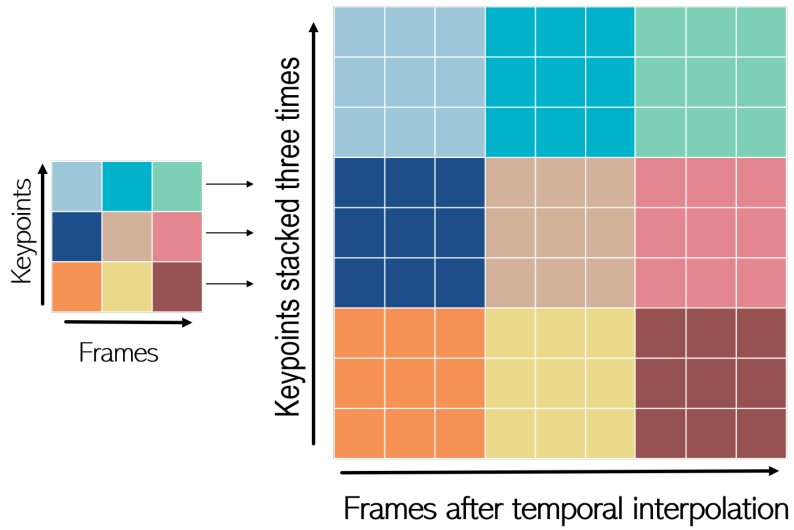 Keypoints
Frames
Keypoints stacked three times
Frames after temporal interpolation